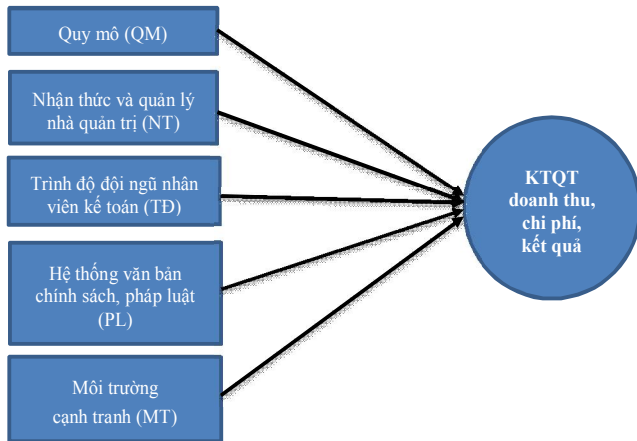 Quy mô (QM)
Nhận thức và quản lý
nhà quản trị (NT)
Trình độ đội ngũ nhân
viên kế toán (TĐ)
Hệ thống văn bản
chính sách, pháp luật
(PL)
Môi trường
cạnh tranh (MT)
KTQT
doanh thu,
chi phí,
kết quả